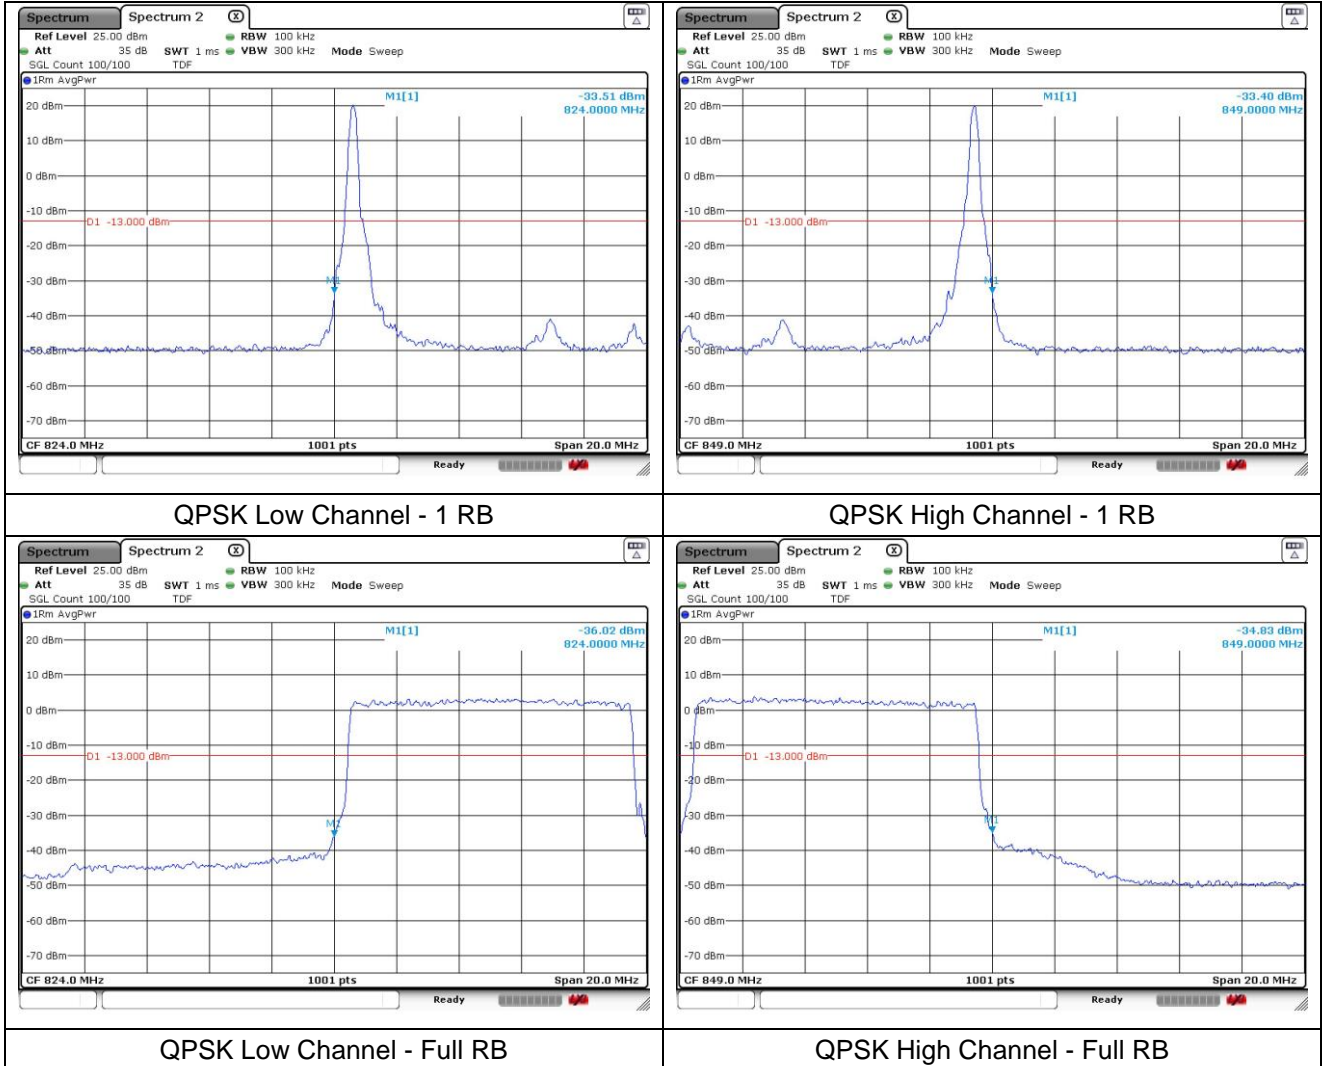 Spectrum Spectrum 2 X
Ref Level 25.00 dBm RBW 100 kHz
Att 35 dB SWT 1 ms VBW 300 kHz Mode Sweep
SGL Count 100/100 TDF
1Rm AvgPwr
M1[1] -33.51 dBm
824.0000 MHz
20 dBm
10 dBm
0 dBm
-10 dBm
D1 -13.000 dBm
-20 dBm
-30 dBm
M1
-40 dBm
-50 dBm
-60 dBm
-70 dBm
CF 824.0 MHz 1001 pts Span 20.0 MHz
Ready
QPSK Low Channel - 1 RB
Spectrum Spectrum 2 X
Ref Level 25.00 dBm RBW 100 kHz
Att 35 dB SWT 1 ms VBW 300 kHz Mode Sweep
SGL Count 100/100 TDF
1Rm AvgPwr
M1[1] -33.40 dBm
849.0000 MHz
20 dBm
10 dBm
0 dBm
-10 dBm
D1 -13.000 dBm
-20 dBm
-30 dBm
M1
-40 dBm
-50 dBm
-60 dBm
-70 dBm
CF 849.0 MHz 1001 pts Span 20.0 MHz
Ready
QPSK High Channel - 1 RB
Spectrum Spectrum 2 X
Ref Level 25.00 dBm RBW 100 kHz
Att 35 dB SWT 1 ms VBW 300 kHz Mode Sweep
SGL Count 100/100 TDF
1Rm AvgPwr
M1[1] -36.02 dBm
824.0000 MHz
20 dBm
10 dBm
0 dBm
-10 dBm
D1 -13.000 dBm
-20 dBm
-30 dBm
M1
-40 dBm
-50 dBm
-60 dBm
-70 dBm
CF 824.0 MHz 1001 pts Span 20.0 MHz
Ready
QPSK Low Channel - Full RB
Spectrum Spectrum 2 X
Ref Level 25.00 dBm RBW 100 kHz
Att 35 dB SWT 1 ms VBW 300 kHz Mode Sweep
SGL Count 100/100 TDF
1Rm AvgPwr
M1[1] -34.83 dBm
849.0000 MHz
20 dBm
10 dBm
0 dBm
-10 dBm
D1 -13.000 dBm
-20 dBm
-30 dBm
M1
-40 dBm
-50 dBm
-60 dBm
-70 dBm
CF 849.0 MHz 1001 pts Span 20.0 MHz
Ready
QPSK High Channel - Full RB